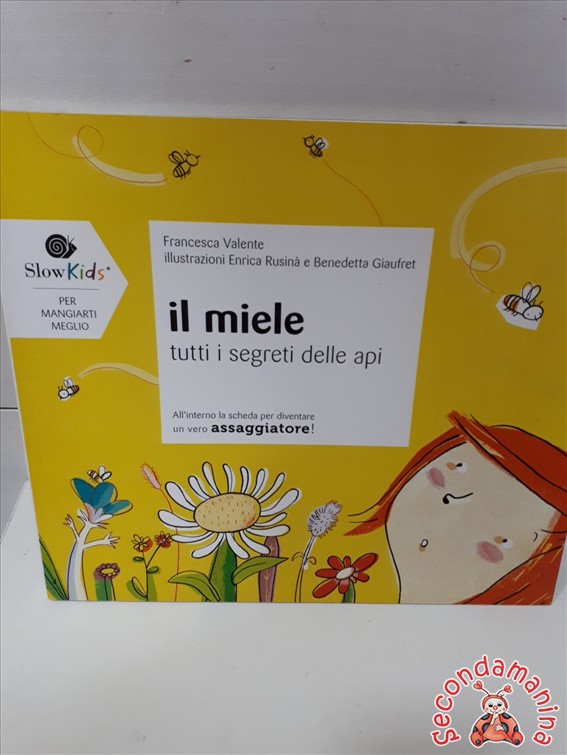 Francesca Valente
illustrazioni Enrica Rusinà e Benedetta Giaufret
SlowKids®
PER
MANGIARTI
MEGLIO
il miele
tutti i segreti delle api
All'interno la scheda per diventare
un vero assaggiatore!
Secondamanina